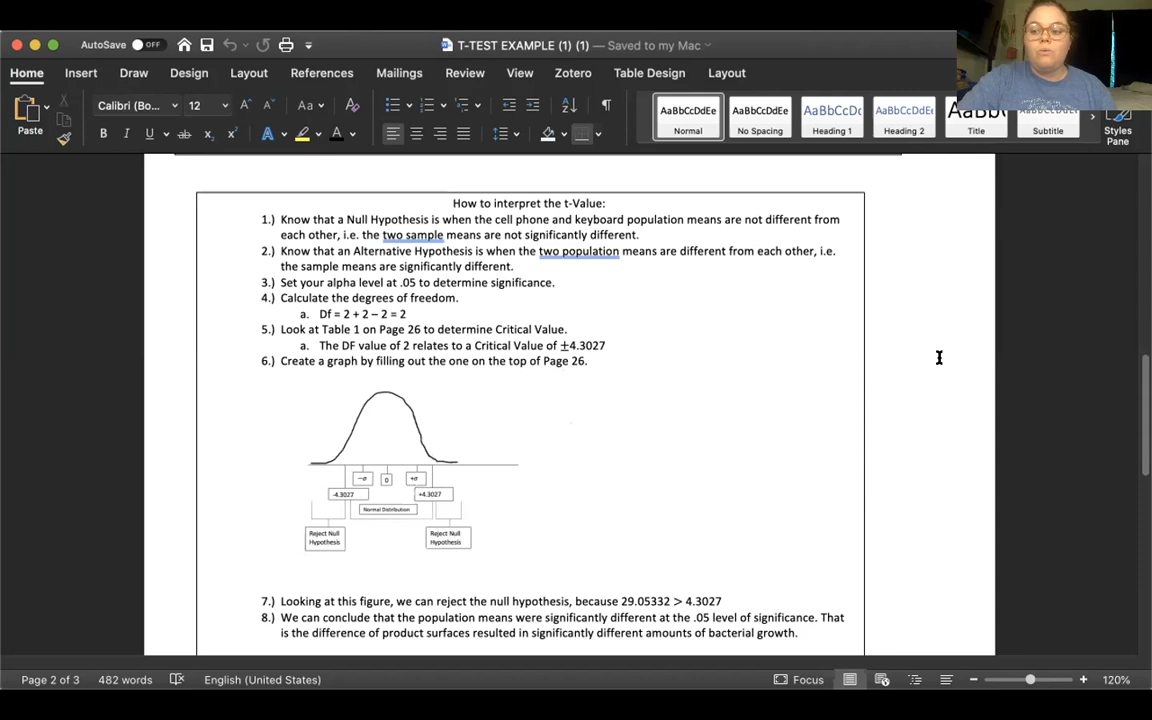 AutoSave OFF
T-TEST EXAMPLE (1) (1) — Saved to my Mac
Home Insert Draw Design Layout References Mailings Review View Zotero Table Design Layout
Paste
Calibri (Bo... 12
AaBbCcDdEe AaBbCcDdEe AaBbCcDc AaBbCcDdEe AaBbCcDdEe
Normal No Spacing Heading 1 Heading 2 Title Subtitle
Styles
Pane
How to interpret the t-Value:
1.) Know that a Null Hypothesis is when the cell phone and keyboard population means are not different from
each other, i.e. the two sample means are not significantly different.
2.) Know that an Alternative Hypothesis is when the two population means are different from each other, i.e.
the sample means are significantly different.
3.) Set your alpha level at .05 to determine significance.
4.) Calculate the degrees of freedom.
a. Df = 2 + 2 – 2 = 2
5.) Look at Table 1 on Page 26 to determine Critical Value.
a. The DF value of 2 relates to a Critical Value of ±4.3027
6.) Create a graph by filling out the one on the top of Page 26.
−σ 0 +σ
-4.3027 +4.3027
Normal Distribution
Reject Null
Hypothesis
Reject Null
Hypothesis
7.) Looking at this figure, we can reject the null hypothesis, because 29.05332 > 4.3027
8.) We can conclude that the population means were significantly different at the .05 level of significance. That
is the difference of product surfaces resulted in significantly different amounts of bacterial growth.
Page 2 of 3 482 words English (United States) Focus 120%